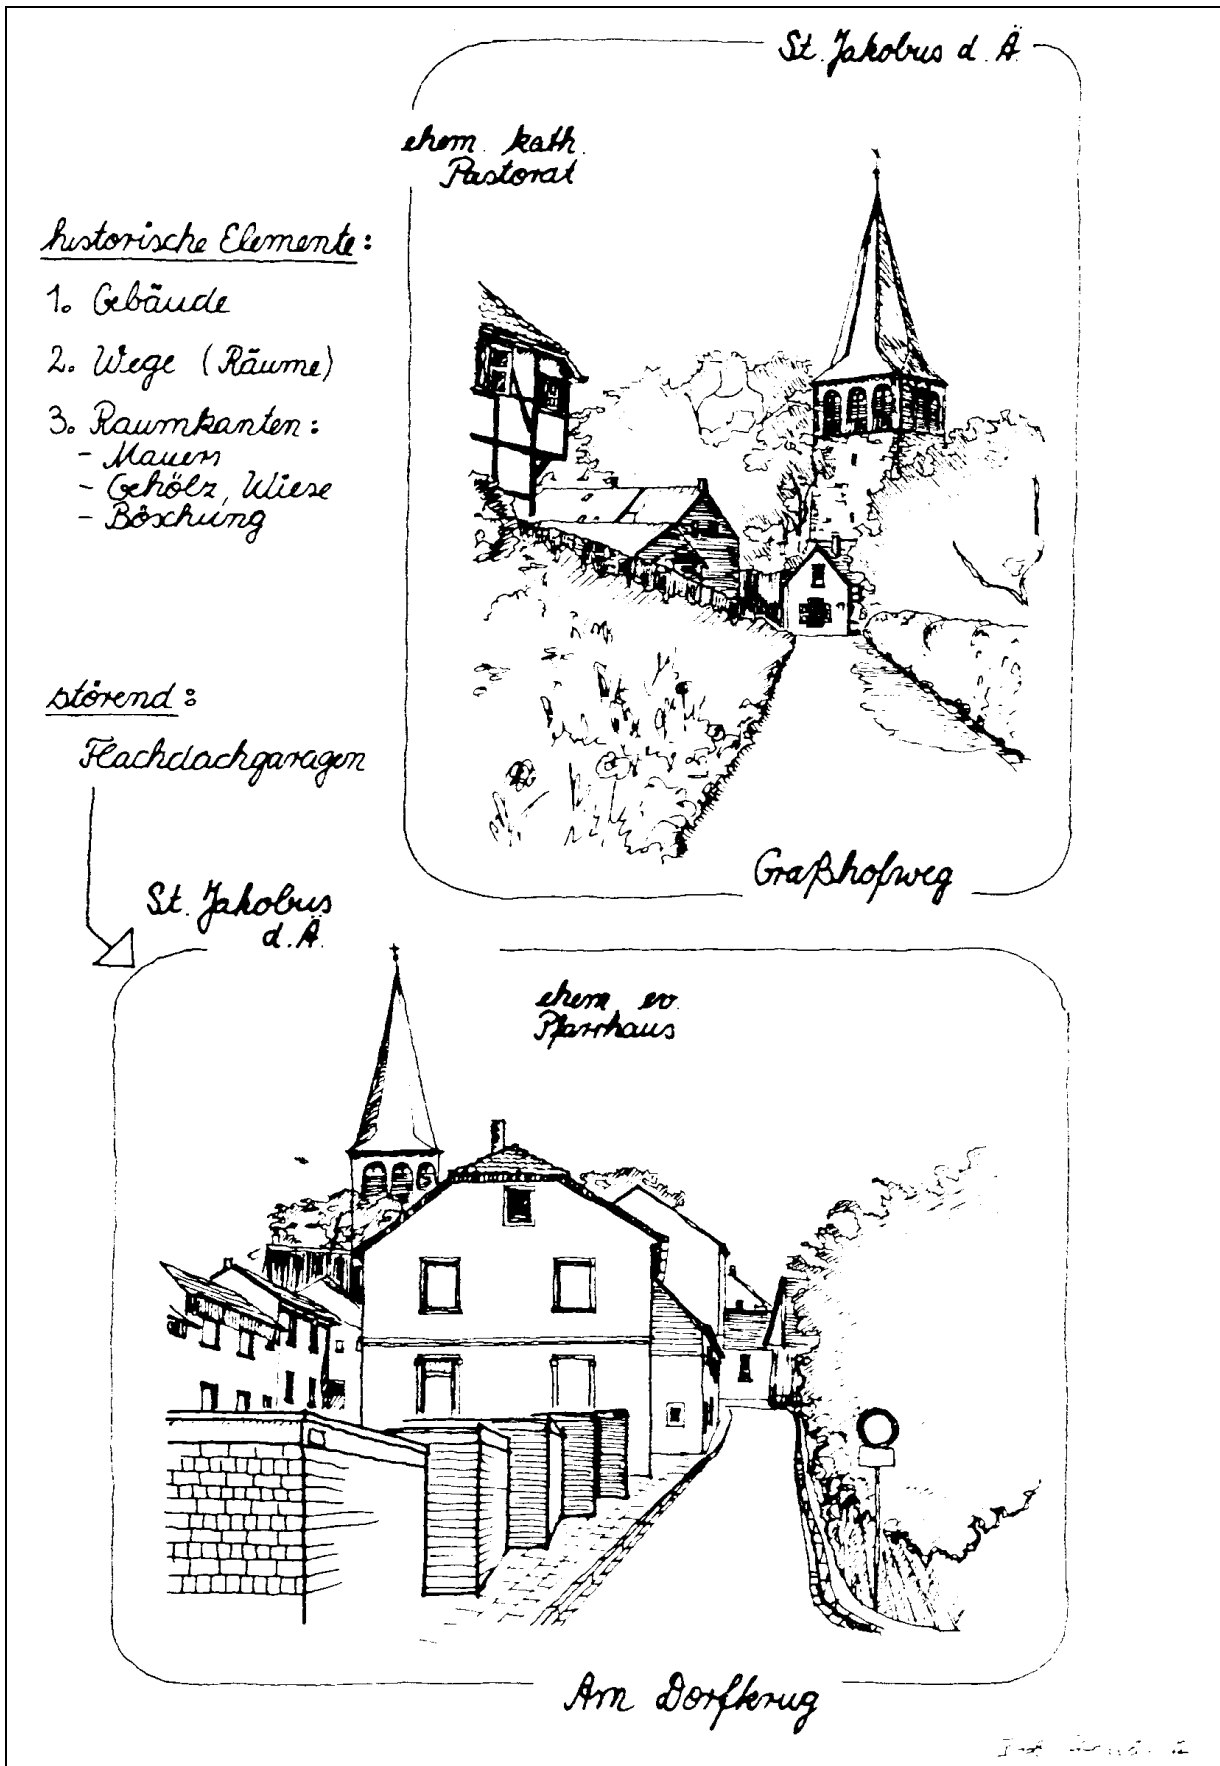 St. Jakobus d. Ä.
ehem. kath.
Pastorat
historische Elemente:
1. Gebäude
2. Wege (Räume)
3. Raumkanten:
- Mauern
- Gehölz, Wiese
- Böschung
störend:
Flachdachgaragen
Graßhofweg
St. Jakobus
d. Ä.
ehem. ev.
Pfarrhaus
Am Dorfkrug